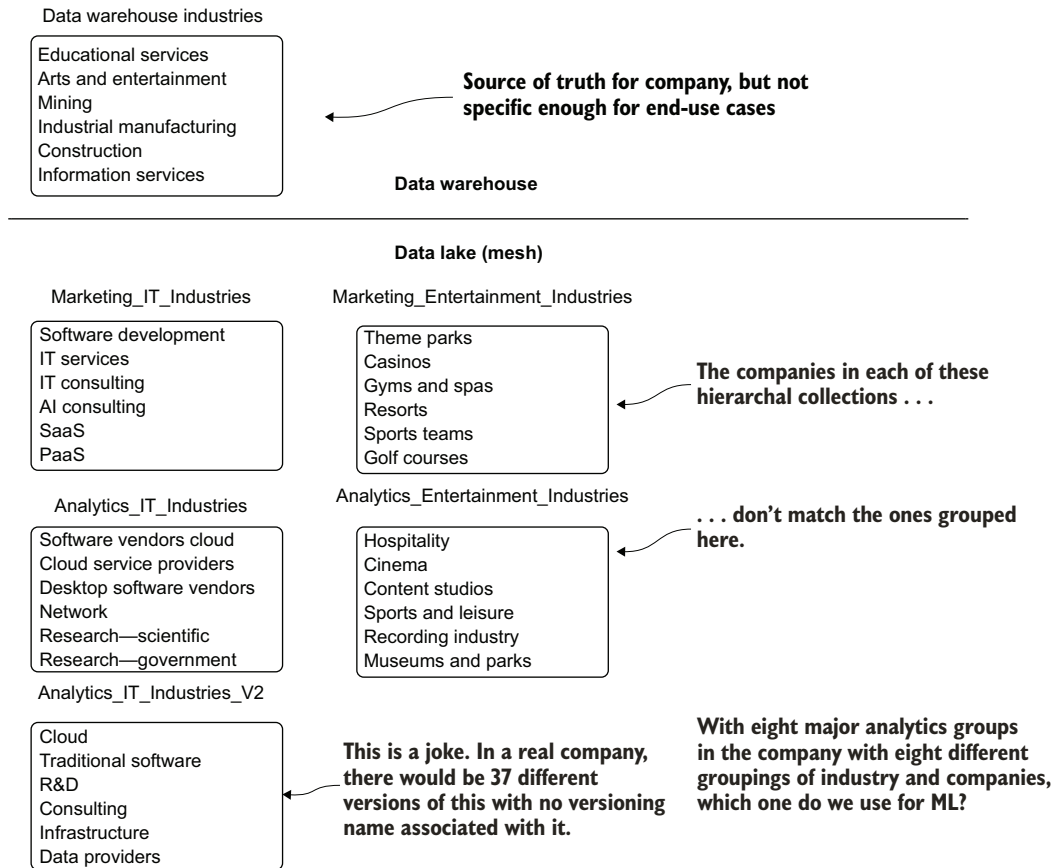 Data warehouse industries
Educational services
Arts and entertainment
Mining
Industrial manufacturing
Construction
Information services
Source of truth for company, but not
specific enough for end-use cases
Data warehouse
Data lake (mesh)
Marketing_IT_Industries
Software development
IT services
IT consulting
AI consulting
SaaS
PaaS
Marketing_Entertainment_Industries
Theme parks
Casinos
Gyms and spas
Resorts
Sports teams
Golf courses
The companies in each of these
hierarchal collections . . .
Analytics_IT_Industries
Software vendors cloud
Cloud service providers
Desktop software vendors
Network
Research—scientific
Research—government
Analytics_Entertainment_Industries
Hospitality
Cinema
Content studios
Sports and leisure
Recording industry
Museums and parks
. . . don’t match the ones grouped
here.
Analytics_IT_Industries_V2
Cloud
Traditional software
R&D
Consulting
Infrastructure
Data providers
This is a joke. In a real company,
there would be 37 different
versions of this with no versioning
name associated with it.
With eight major analytics groups
in the company with eight different
groupings of industry and companies,
which one do we use for ML?